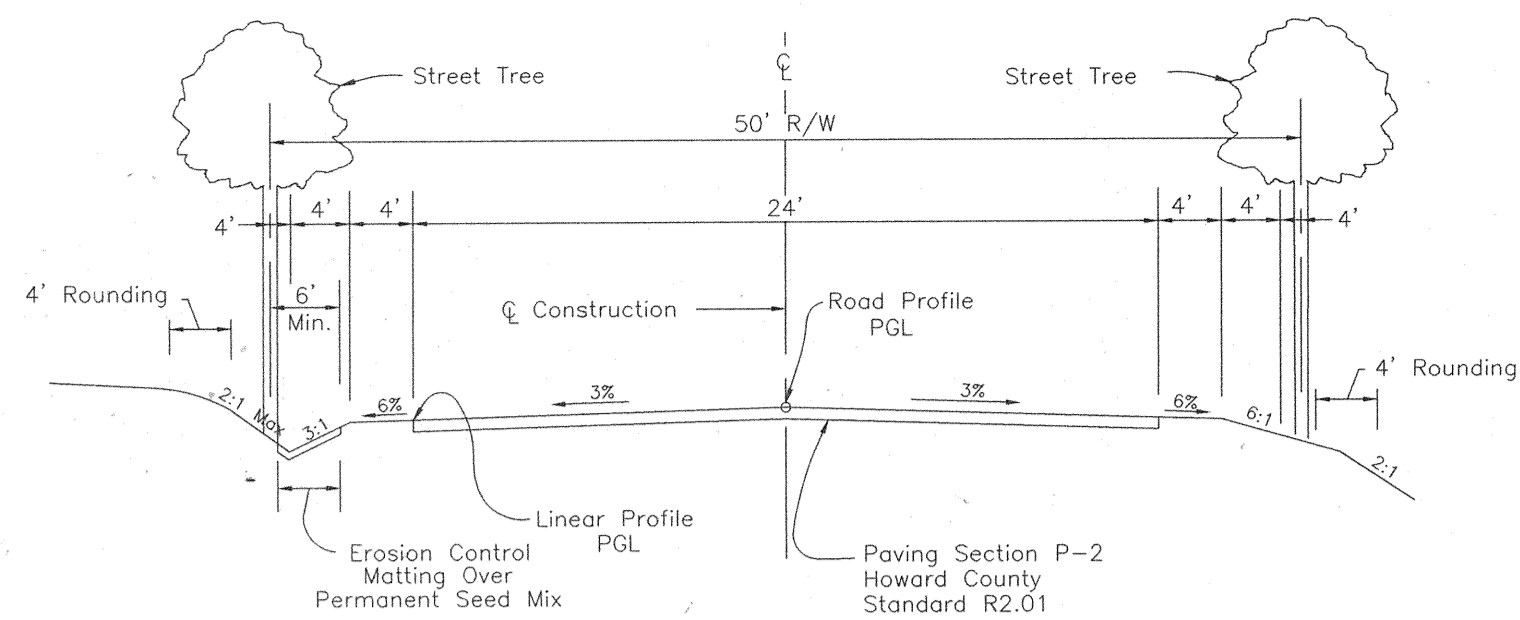 Street Tree
℄
Street Tree
50' R/W
4'
4'
4'
24'
4'
4'
4'
4' Rounding
6'
Min.
℄ Construction
Road Profile
PGL
4' Rounding
2:1 Max
3:1
6%
3%
3%
6%
6:1
2:1
Linear Profile
PGL
Erosion Control
Matting Over
Permanent Seed Mix
Paving Section P-2
Howard County
Standard R2.01